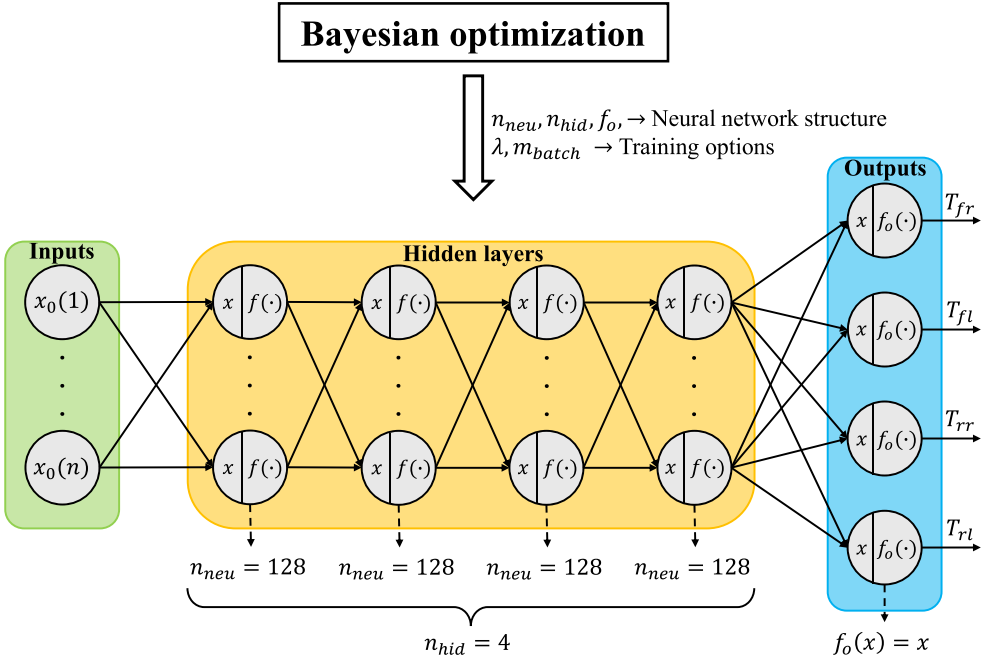 Bayesian optimization
n_neu, n_hid, f_o, → Neural network structure
λ, m_batch → Training options
Outputs
Inputs
Hidden layers
x | f_o(·)
T_fr
x_0(1)
x | f(·)
x | f(·)
x | f(·)
x | f(·)
x | f_o(·)
T_fl
x | f_o(·)
T_rr
x_0(n)
x | f(·)
x | f(·)
x | f(·)
x | f(·)
x | f_o(·)
T_rl
n_neu = 128
n_neu = 128
n_neu = 128
n_neu = 128
n_hid = 4
f_o(x) = x